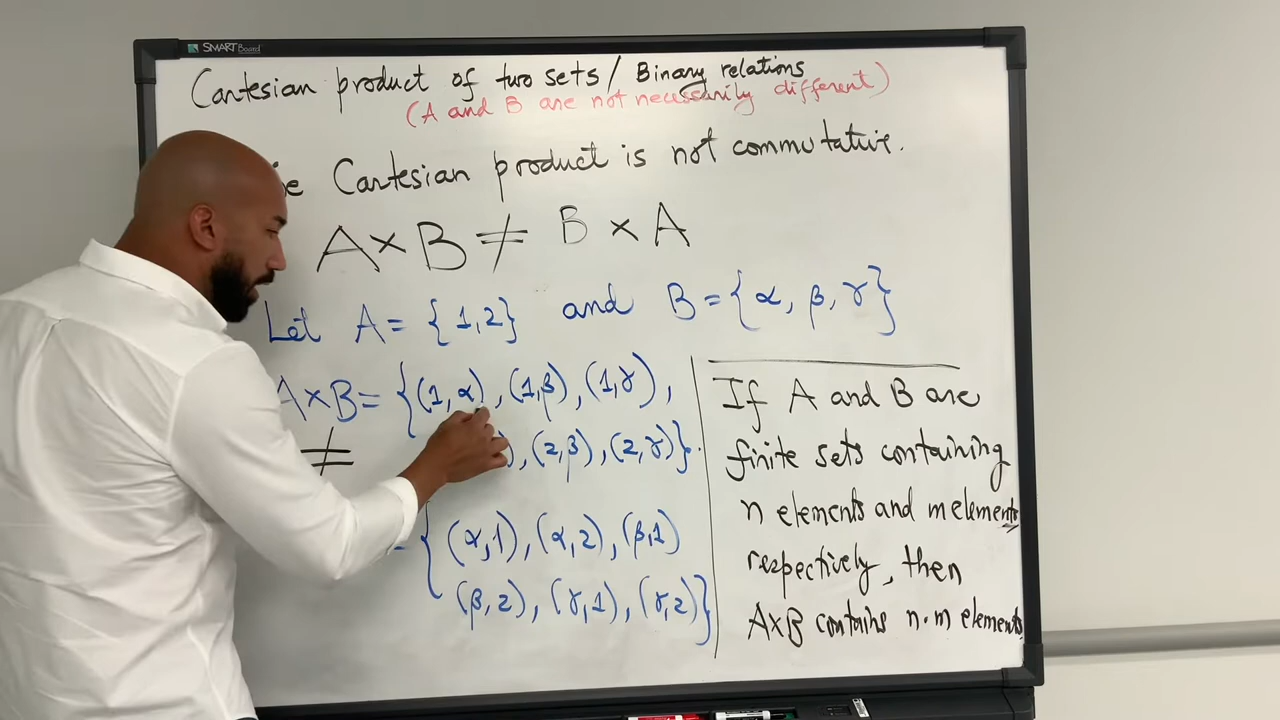 SMART Board
Cartesian product of two sets / Binary relations
(A and B are not necessarily different)
Cartesian product is not commutative.
A×B ≠ B×A
Let A = {1,2} and B = {α, β, γ}
A×B = {(1,α), (1,β), (1,γ),
, (2,β), (2,γ)}.
≠
= { (α,1), (α,2), (β,1)
(β,2), (γ,1), (γ,2)}
If A and B are
finite sets containing
n elements and m elements
respectively, then
A×B contains n.m elements.